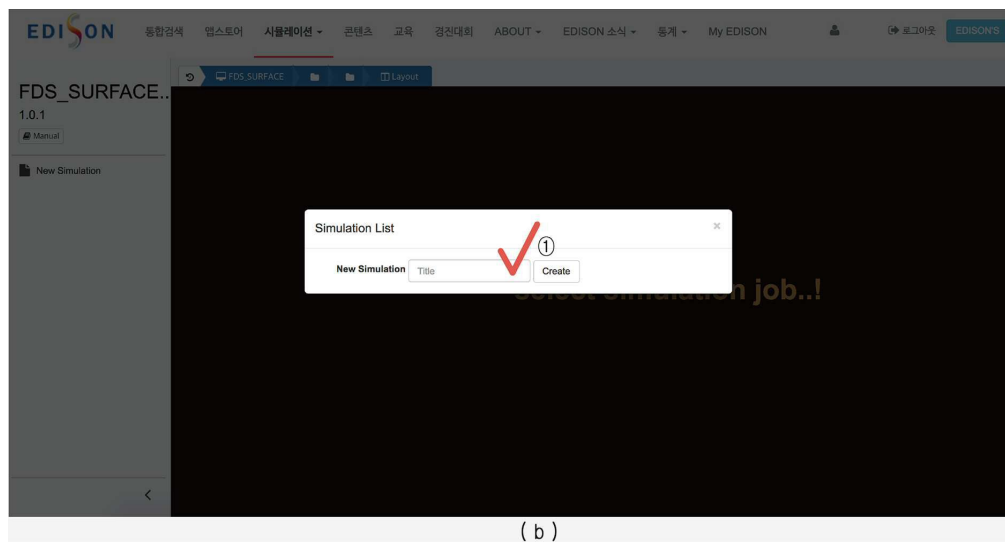 EDISON 통합검색 앱스토어 시뮬레이션 콘텐츠 교육 경진대회 ABOUT EDISON 소식 통계 My EDISON 로그아웃 EDISON'S
FDS_SURFACE Layout
FDS_SURFACE..
1.0.1
Manual
New Simulation
Simulation List ×
①
New Simulation Title Create
Select Simulation job..!
(b)